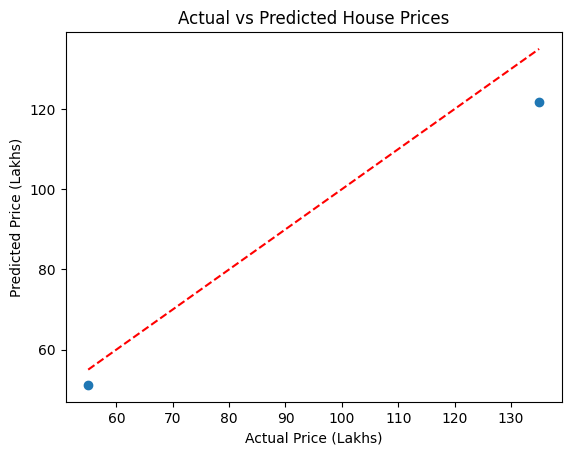 Actual vs Predicted House Prices
Predicted Price (Lakhs)
120
100
80
60
60 70 80 90 100 110 120 130
Actual Price (Lakhs)